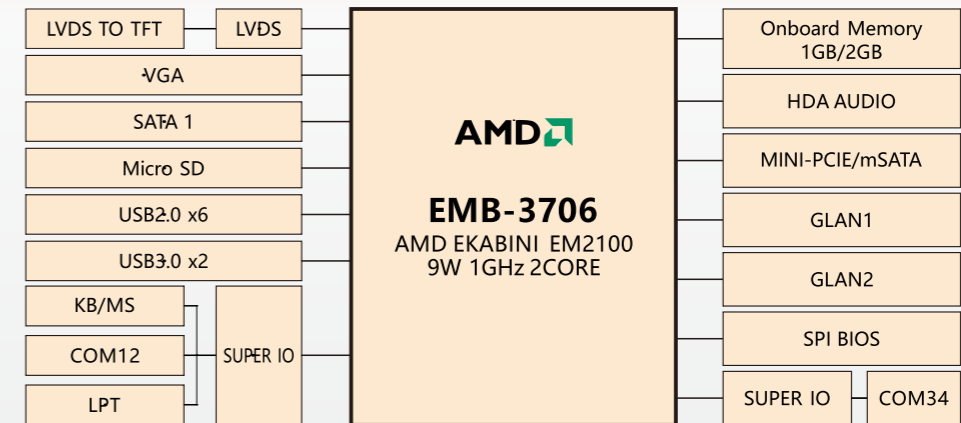 LVDS TO TFT
LVDS
VGA
SATA 1
Micro SD
USB2.0 x6
USB3.0 x2
KB/MS
COM12
LPT
SUPER IO
AMD
EMB-3706
AMD EKABINI EM2100
9W 1GHz 2CORE
Onboard Memory
1GB/2GB
HDA AUDIO
MINI-PCIE/mSATA
GLAN1
GLAN2
SPI BIOS
SUPER IO
COM34